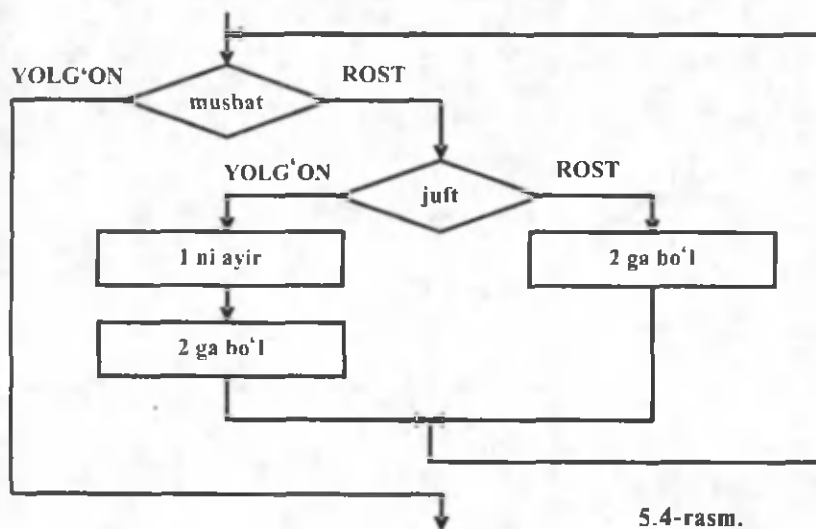 YOLG‘ON
ROST
musbat
YOLG‘ON
ROST
juft
1 ni ayir
2 ga bo‘l
2 ga bo‘l
5.4-rasm.